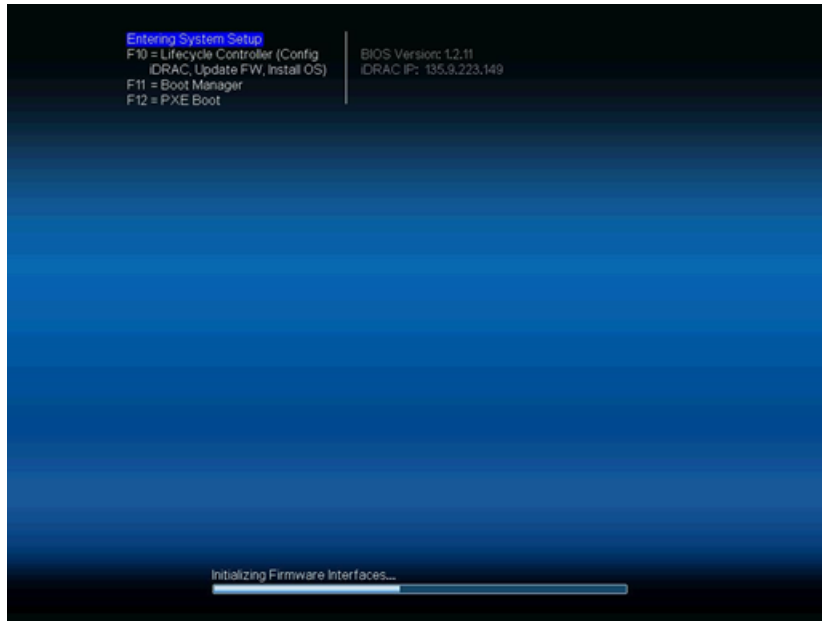 Entering System Setup
F10 = Lifecycle Controller (Config
iDRAC, Update FW, Install OS)
F11 = Boot Manager
F12 = PXE Boot
BIOS Version: 1.2.11
iDRAC IP: 135.9.223.149
Initializing Firmware Interfaces...